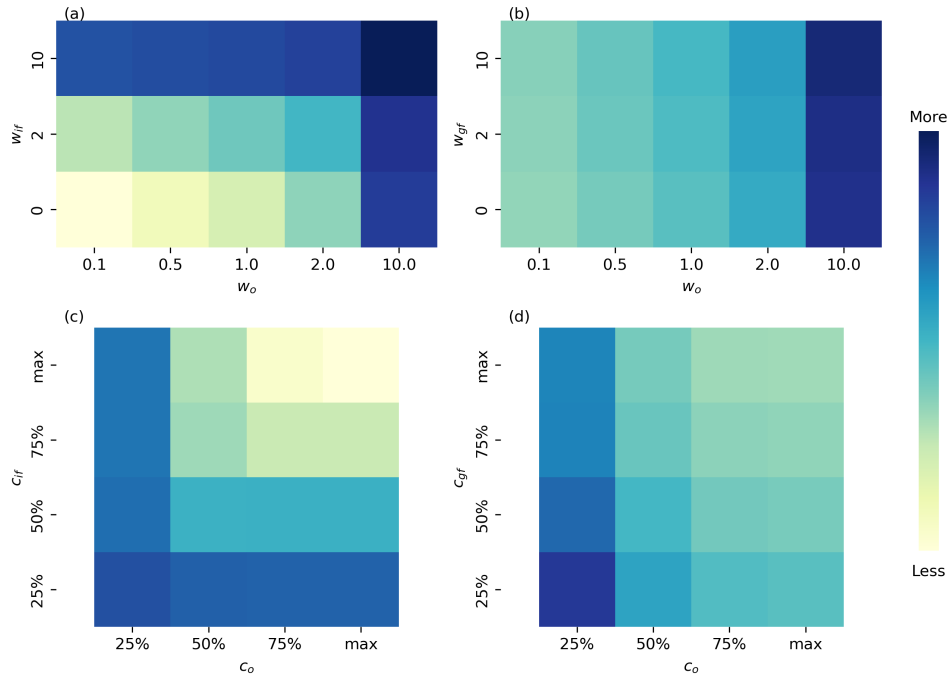 (a)
(b)
w_if
10
2
0
0.1 0.5 1.0 2.0 10.0
w_o
w_gf
10
2
0
0.1 0.5 1.0 2.0 10.0
w_o
More
Less
(c)
(d)
c_if
max
75%
50%
25%
25% 50% 75% max
c_o
c_gf
max
75%
50%
25%
25% 50% 75% max
c_o